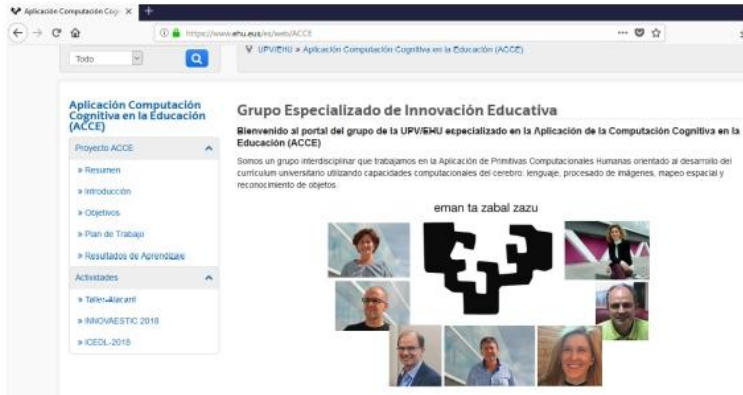 Aplicación Computación Cog
https://www.ehu.eus/es/web/ACCE
Todo
UPV/EHU » Aplicación Computación Cognitiva en la Educación (ACCE)
Aplicación Computación
Cognitiva en la Educación
(ACCE)
Proyecto ACCE
» Resumen
» Introducción
» Objetivos
» Plan de Trabajo
» Resultados de Aprendizaje
Actividades
» Taller-Alacant
» INNOVAESTIC 2018
» ICEDL-2018
Grupo Especializado de Innovación Educativa
Bienvenido al portal del grupo de la UPV/EHU especializado en la Aplicación de la Computación Cognitiva en la
Educación (ACCE)
Somos un grupo interdisciplinar que trabajamos en la Aplicación de Primitivas Computacionales Humanas orientado al desarrollo del
curriculum universitario utilizando capacidades computacionales del cerebro: lenguaje, procesado de imágenes, mapeo espacial y
reconocimiento de objetos.
eman ta zabal zazu